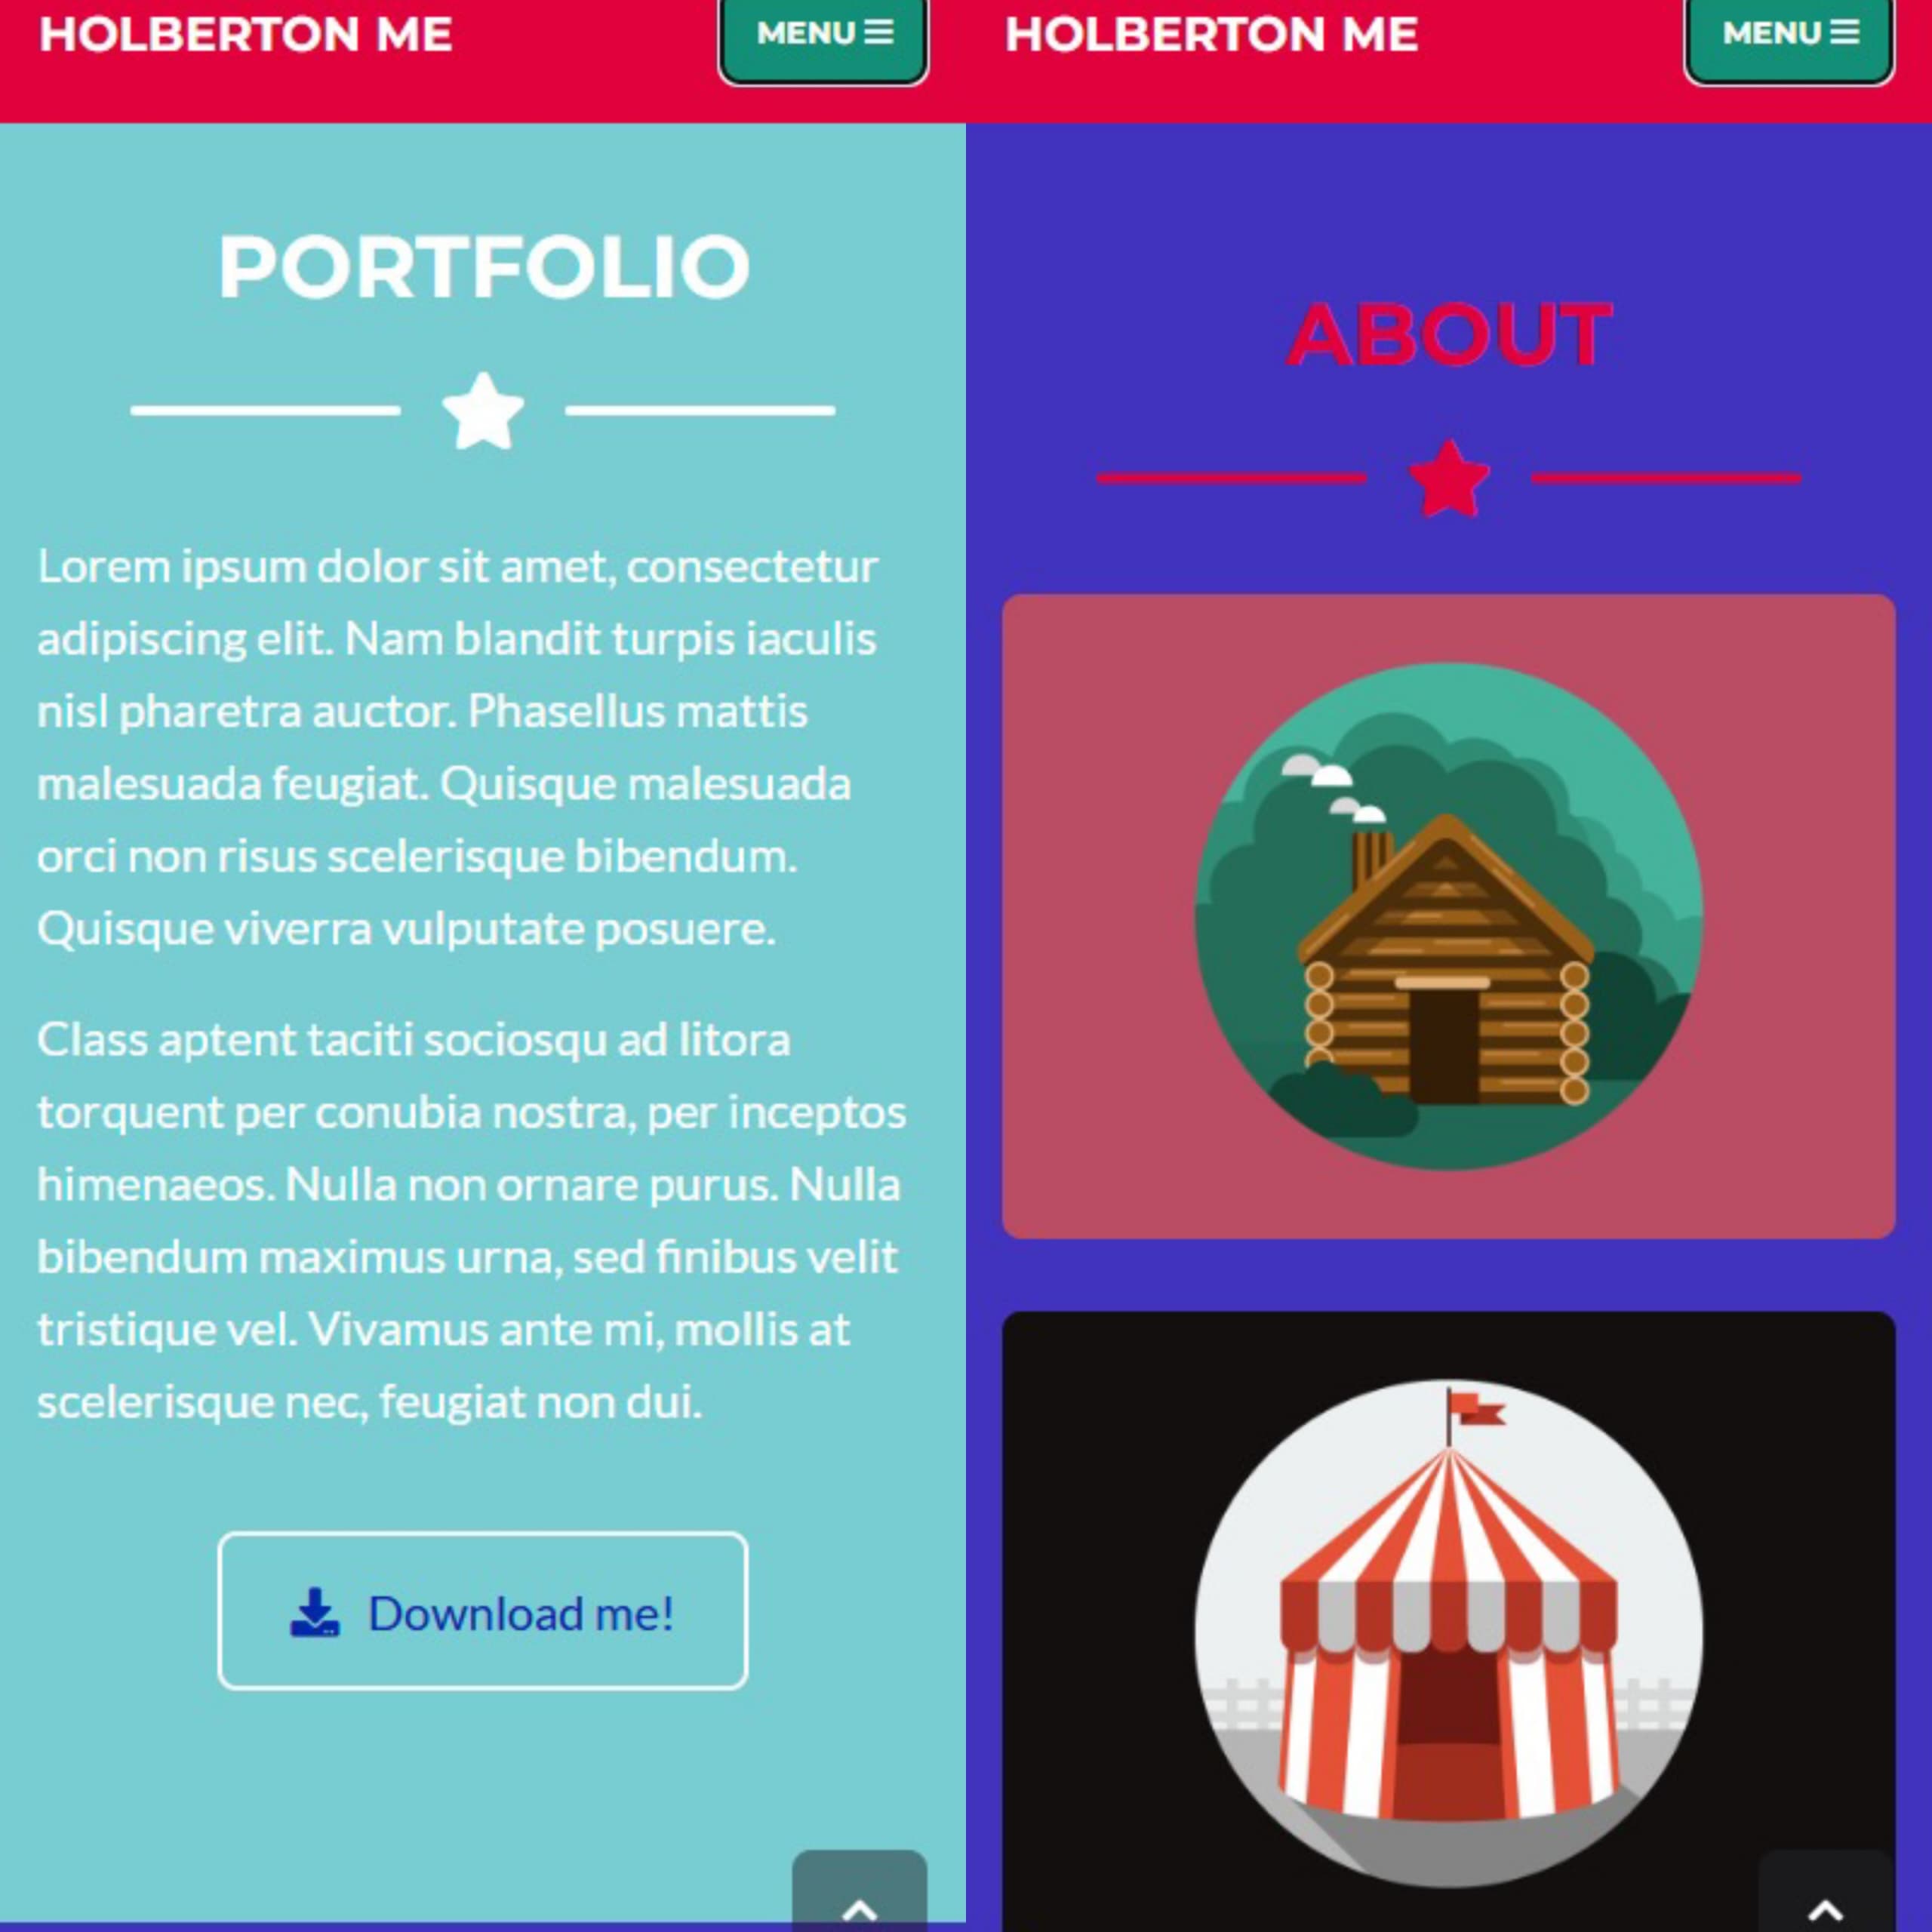 HOLBERTON ME
MENU
PORTFOLIO
Lorem ipsum dolor sit amet, consectetur
adipiscing elit. Nam blandit turpis iaculis
nisl pharetra auctor. Phasellus mattis
malesuada feugiat. Quisque malesuada
orci non risus scelerisque bibendum.
Quisque viverra vulputate posuere.
Class aptent taciti sociosqu ad litora
torquent per conubia nostra, per inceptos
himenaeos. Nulla non ornare purus. Nulla
bibendum maximus urna, sed finibus velit
tristique vel. Vivamus ante mi, mollis at
scelerisque nec, feugiat non dui.
Download me!
HOLBERTON ME
MENU
ABOUT